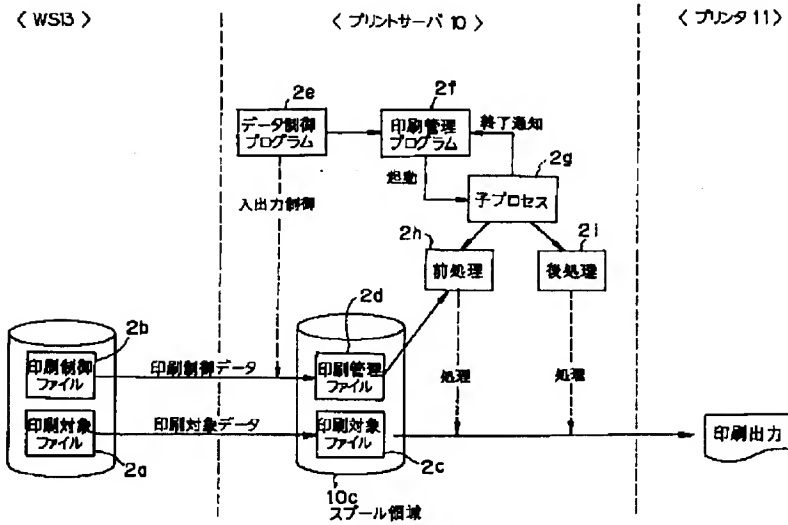 〈 WS13 〉
〈 プリントサーバ 10 〉
〈 プリンタ 11 〉
2e
データ制御
プログラム
2f
印刷管理
プログラム
終了通知
2g
子プロセス
起動
入出力制御
2h
前処理
2i
後処理
2b
印刷制御
ファイル
印刷制御データ
2d
印刷管理
ファイル
処理
処理
印刷対象
ファイル
2a
印刷対象データ
印刷対象
ファイル
2c
印刷出力
10c
スプール領域